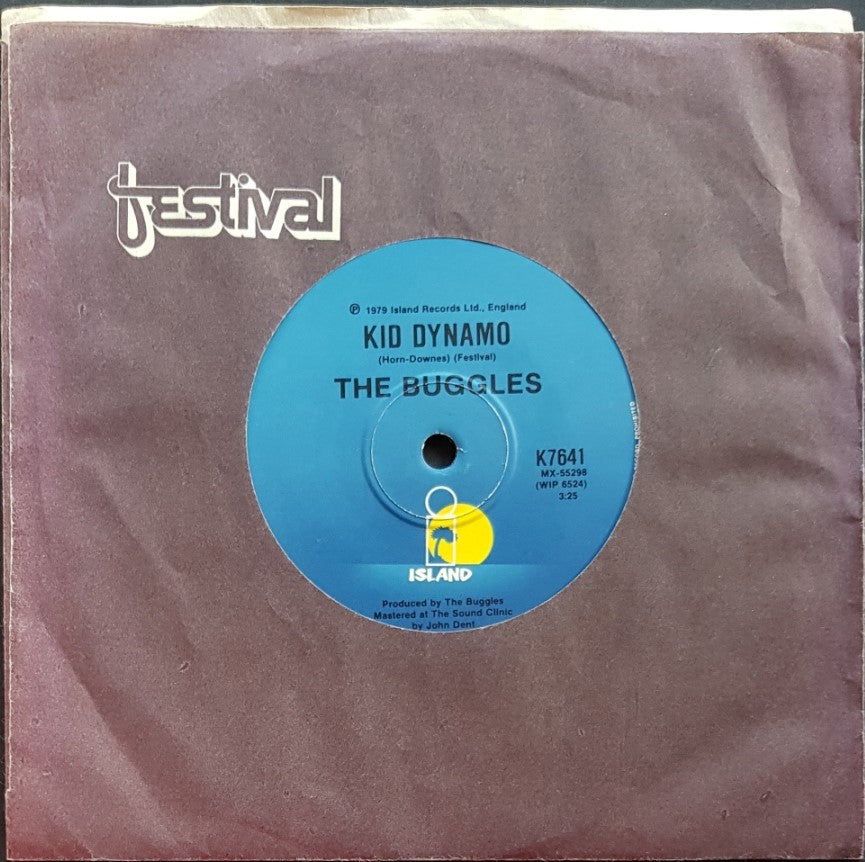 festival
℗ 1979 Island Records Ltd., England
KID DYNAMO
(Horn-Downes) (Festival)
THE BUGGLES
K7641
MX-55298
(WIP 6524)
3:25
ISLAND
Produced by The Buggles
Mastered at The Sound Clinic
by John Dent